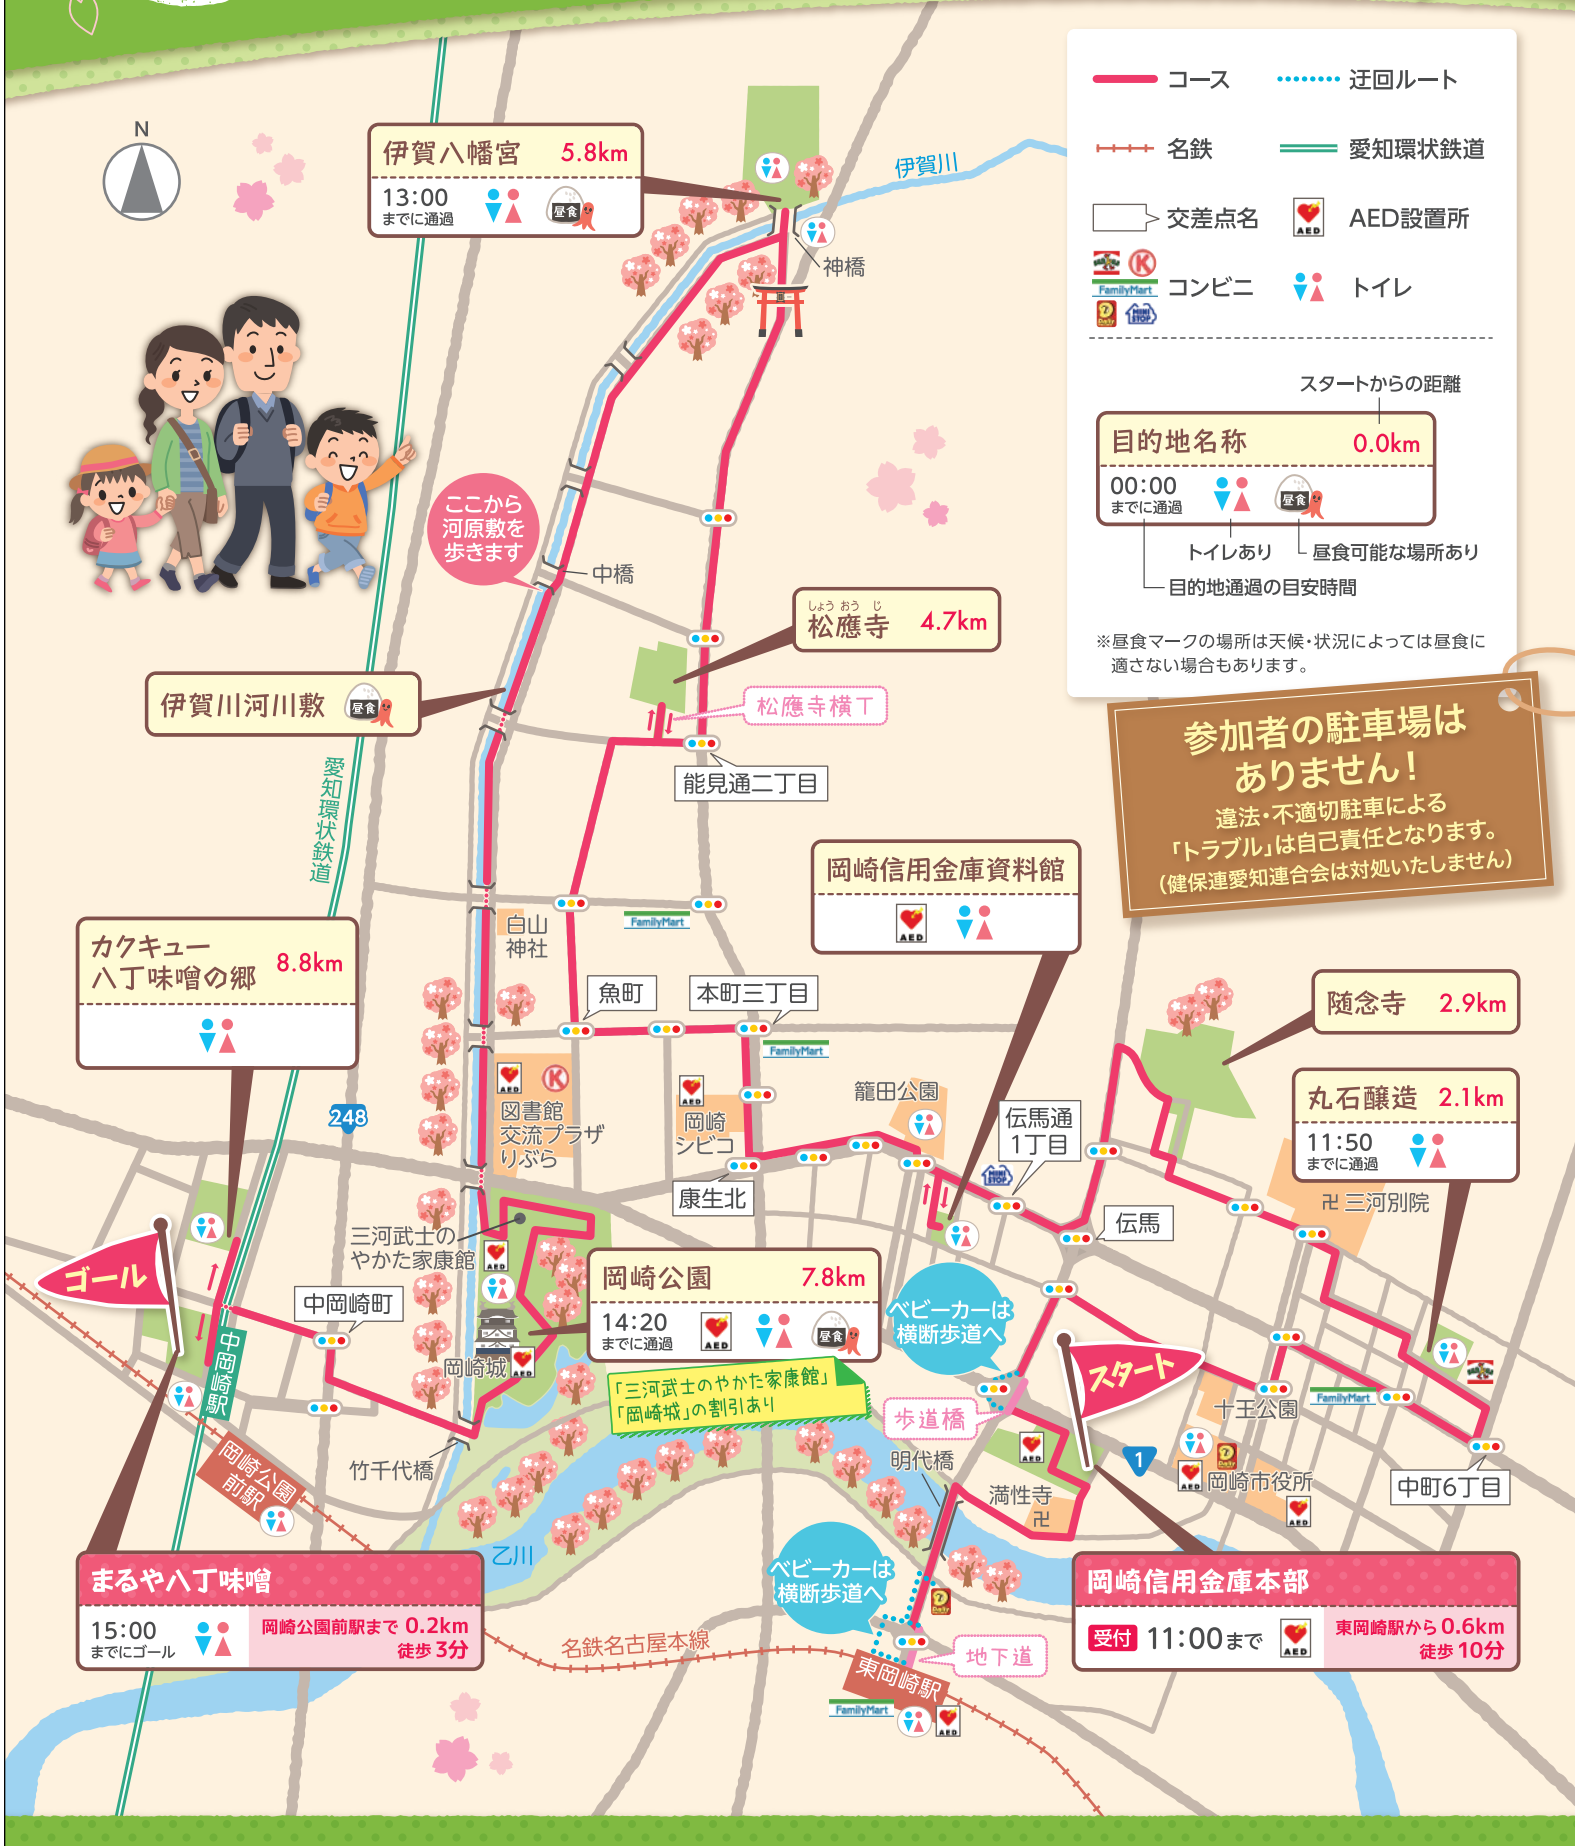 N
伊賀八幡宮 5.8km
13:00
までに通過
昼食
伊賀川
神橋
コース
迂回ルート
名鉄
愛知環状鉄道
交差点名
AED
AED設置所
FamilyMart
K
Daily
MINI STOP
コンビニ
トイレ
スタートからの距離
目的地名称 0.0km
00:00
までに通過
昼食
トイレあり
昼食可能な場所あり
目的地通過の目安時間
※昼食マークの場所は天候・状況によっては昼食に
適さない場合もあります。
ここから
河原敷を
歩きます
中橋
しょう おう じ
松應寺 4.7km
伊賀川河川敷
昼食
松應寺横丁
能見通二丁目
愛知環状鉄道
参加者の駐車場は
ありません!
違法・不適切駐車による
「トラブル」は自己責任となります。
(健保連愛知連合会は対処いたしません)
岡崎信用金庫資料館
AED
白山
神社
FamilyMart
カクキュー
八丁味噌の郷 8.8km
魚町
本町三丁目
FamilyMart
随念寺 2.9km
丸石醸造 2.1km
11:50
までに通過
248
AED
K
図書館
交流プラザ
りぶら
AED
岡崎
シビコ
籠田公園
伝馬通
1丁目
MINI STOP
康生北
伝馬
卍 三河別院
三河武士の
やかた家康館
AED
ゴール
中岡崎町
岡崎公園 7.8km
14:20
までに通過
AED
昼食
ベビーカーは
横断歩道へ
スタート
中岡崎駅
岡崎城
AED
「三河武士のやかた家康館」
「岡崎城」の割引あり
歩道橋
十王公園
FamilyMart
岡崎公園
前駅
竹千代橋
明代橋
AED
満性寺
卍
1
AED
Daily
岡崎市役所
AED
中町6丁目
乙川
ベビーカーは
横断歩道へ
Daily
まるや八丁味噌
15:00
までにゴール
岡崎公園前駅まで 0.2km
徒歩 3分
岡崎信用金庫本部
受付 11:00まで
AED
東岡崎駅から 0.6km
徒歩 10分
名鉄名古屋本線
地下道
東岡崎駅
FamilyMart
AED